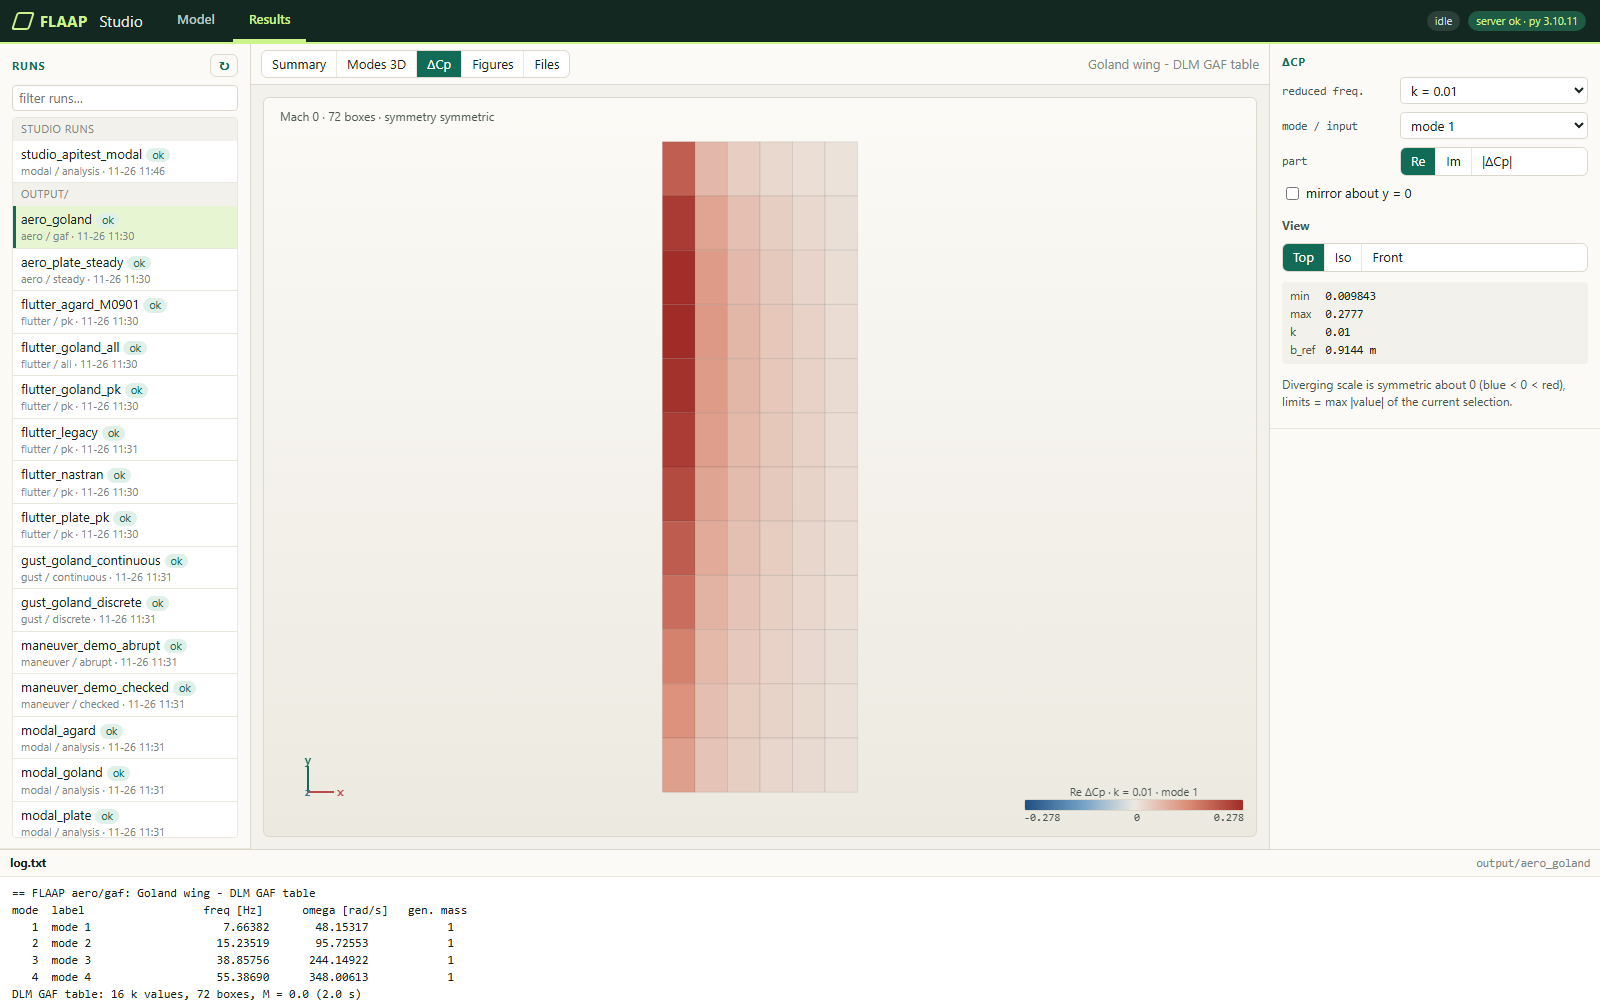 FLAAP Studio Model Results idle server ok · py 3.10.11
RUNS ↻
filter runs...
STUDIO RUNS
studio_apitest_modal ok
modal / analysis · 11-26 11:46
OUTPUT/
aero_goland ok
aero / gaf · 11-26 11:30
aero_plate_steady ok
aero / steady · 11-26 11:30
flutter_agard_M0901 ok
flutter / pk · 11-26 11:30
flutter_goland_all ok
flutter / all · 11-26 11:30
flutter_goland_pk ok
flutter / pk · 11-26 11:30
flutter_legacy ok
flutter / pk · 11-26 11:31
flutter_nastran ok
flutter / pk · 11-26 11:30
flutter_plate_pk ok
flutter / pk · 11-26 11:30
gust_goland_continuous ok
gust / continuous · 11-26 11:31
gust_goland_discrete ok
gust / discrete · 11-26 11:31
maneuver_demo_abrupt ok
maneuver / abrupt · 11-26 11:31
maneuver_demo_checked ok
maneuver / checked · 11-26 11:31
modal_agard ok
modal / analysis · 11-26 11:31
modal_goland ok
modal / analysis · 11-26 11:31
modal_plate ok
modal / analysis · 11-26 11:31
Summary Modes 3D ΔCp Figures Files Goland wing - DLM GAF table
Mach 0 · 72 boxes · symmetry symmetric
y
z x
Re ΔCp · k = 0.01 · mode 1
-0.278 0 0.278
ΔCP
reduced freq. k = 0.01
mode / input mode 1
part Re Im |ΔCp|
mirror about y = 0
View
Top Iso Front
min 0.009843
max 0.2777
k 0.01
b_ref 0.9144 m
Diverging scale is symmetric about 0 (blue < 0 < red),
limits = max |value| of the current selection.
log.txt output/aero_goland
== FLAAP aero/gaf: Goland wing - DLM GAF table
mode label freq [Hz] omega [rad/s] gen. mass
1 mode 1 7.66382 48.15317 1
2 mode 2 15.23519 95.72553 1
3 mode 3 38.85756 244.14922 1
4 mode 4 55.38690 348.00613 1
DLM GAF table: 16 k values, 72 boxes, M = 0.0 (2.0 s)